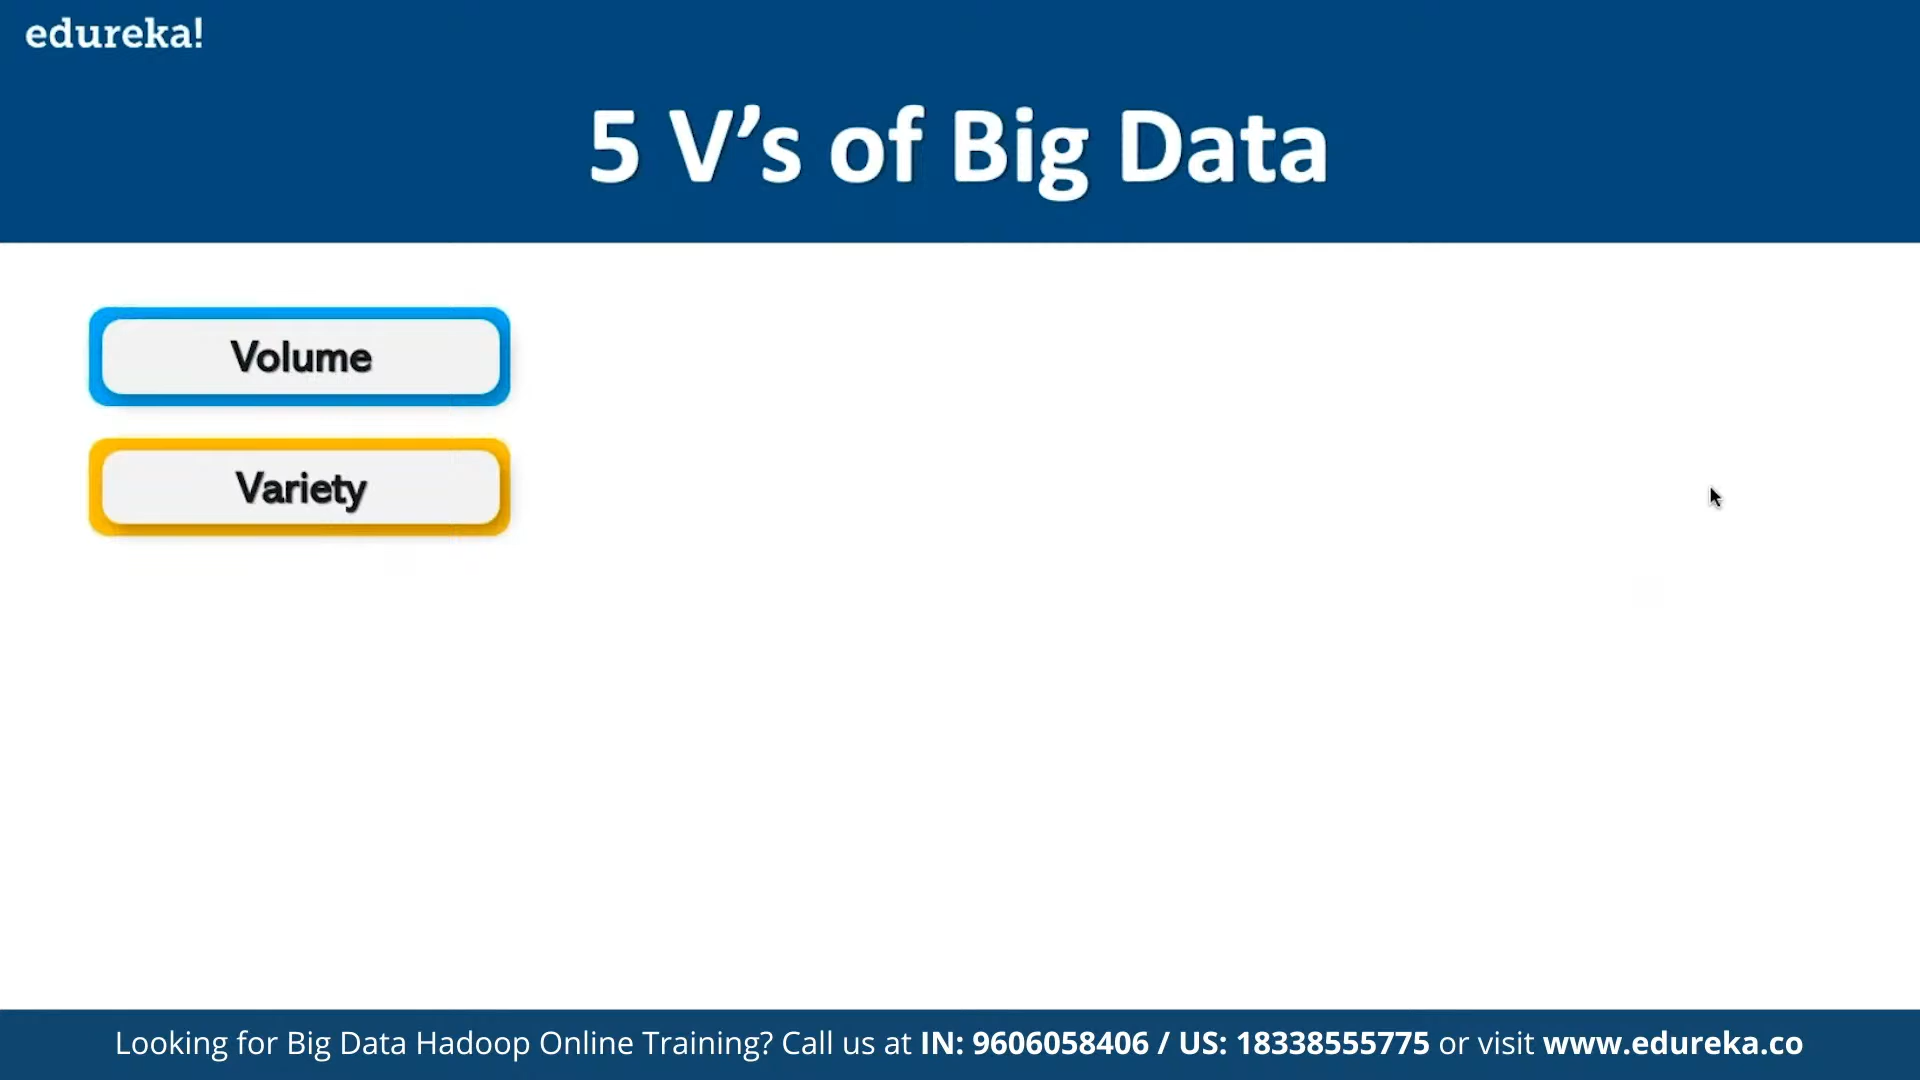 edureka!
5 V’s of Big Data
Volume
Variety
Looking for Big Data Hadoop Online Training? Call us at IN: 9606058406 / US: 18338555775 or visit www.edureka.co